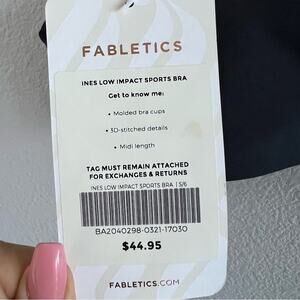 FABLETICS
INES LOW IMPACT SPORTS BRA
Get to know me:
• Molded bra cups
• 3D-stitched details
• Midi length
TAG MUST REMAIN ATTACHED
FOR EXCHANGES & RETURNS
INES LOW IMPACT SPORTS BRA | S/6
BA2040298-0321-17030
$44.95
FABLETICS.COM